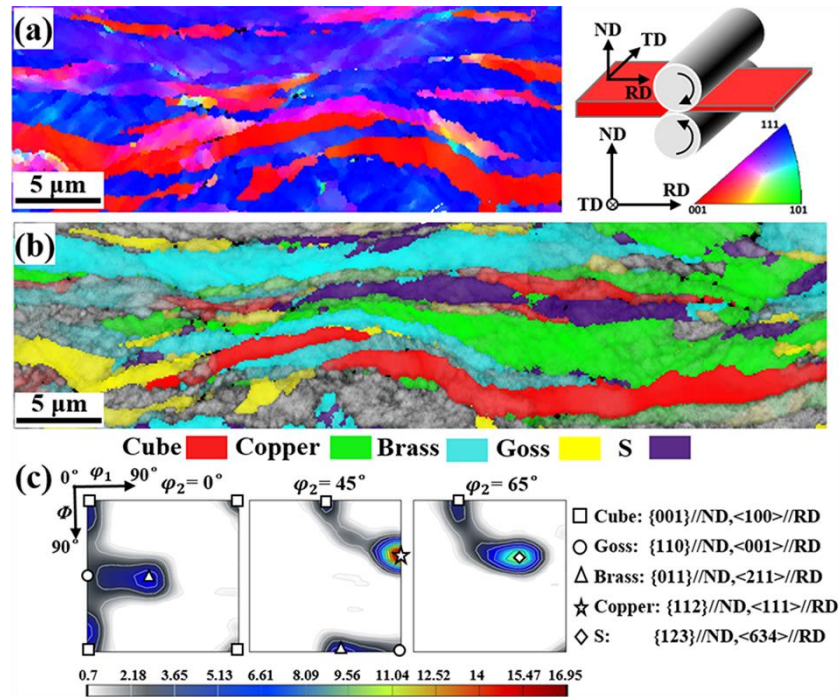 (a)
5 μm
ND
TD
RD
ND
TD
RD
111
001
101
(b)
5 μm
Cube Copper Brass Goss S
(c)
0° φ1 90° φ2 = 0° φ2 = 45° φ2 = 65°
Φ
90°
Cube: {001}//ND,<100>//RD
Goss: {110}//ND,<001>//RD
Brass: {011}//ND,<211>//RD
Copper: {112}//ND,<111>//RD
S: {123}//ND,<634>//RD
0.7 2.18 3.65 5.13 6.61 8.09 9.56 11.04 12.52 14 15.47 16.95